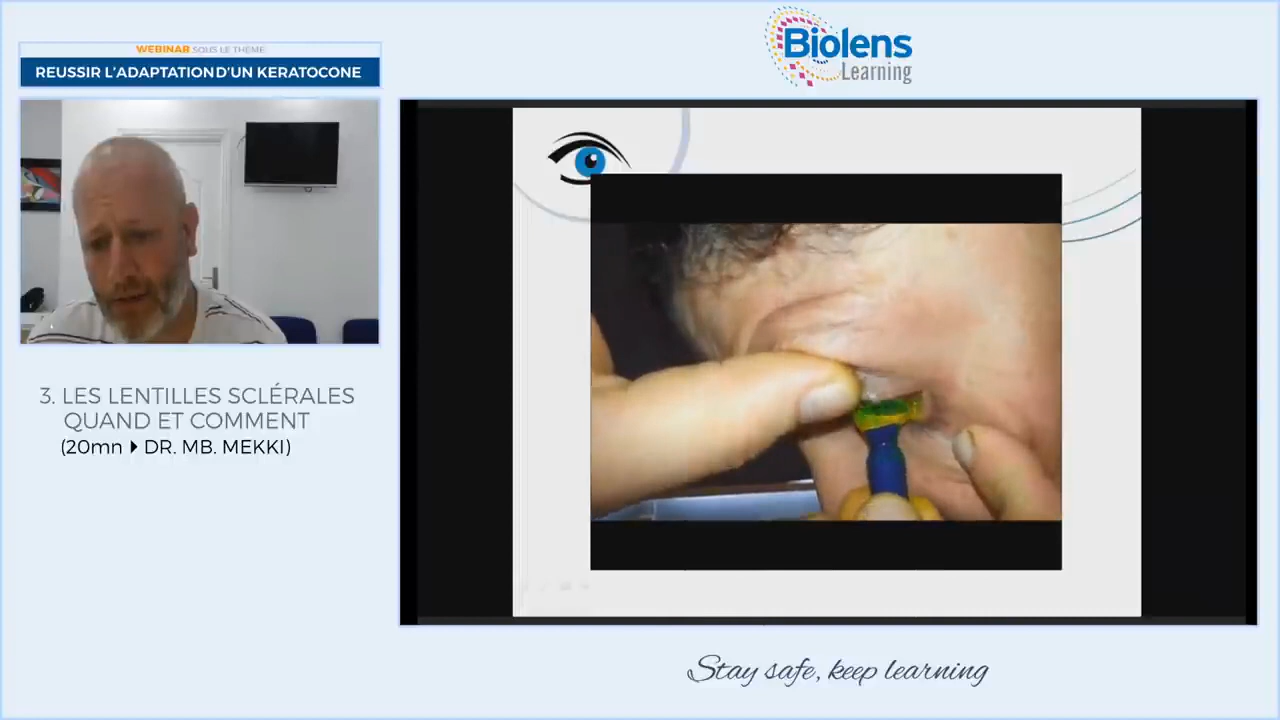 Biolens
Learning
WEBINAR SOUS LE THEME
REUSSIR L'ADAPTATION D'UN KERATOCONE
3. LES LENTILLES SCLÉRALES
QUAND ET COMMENT
(20mn DR. MB. MEKKI)
Stay safe, keep learning